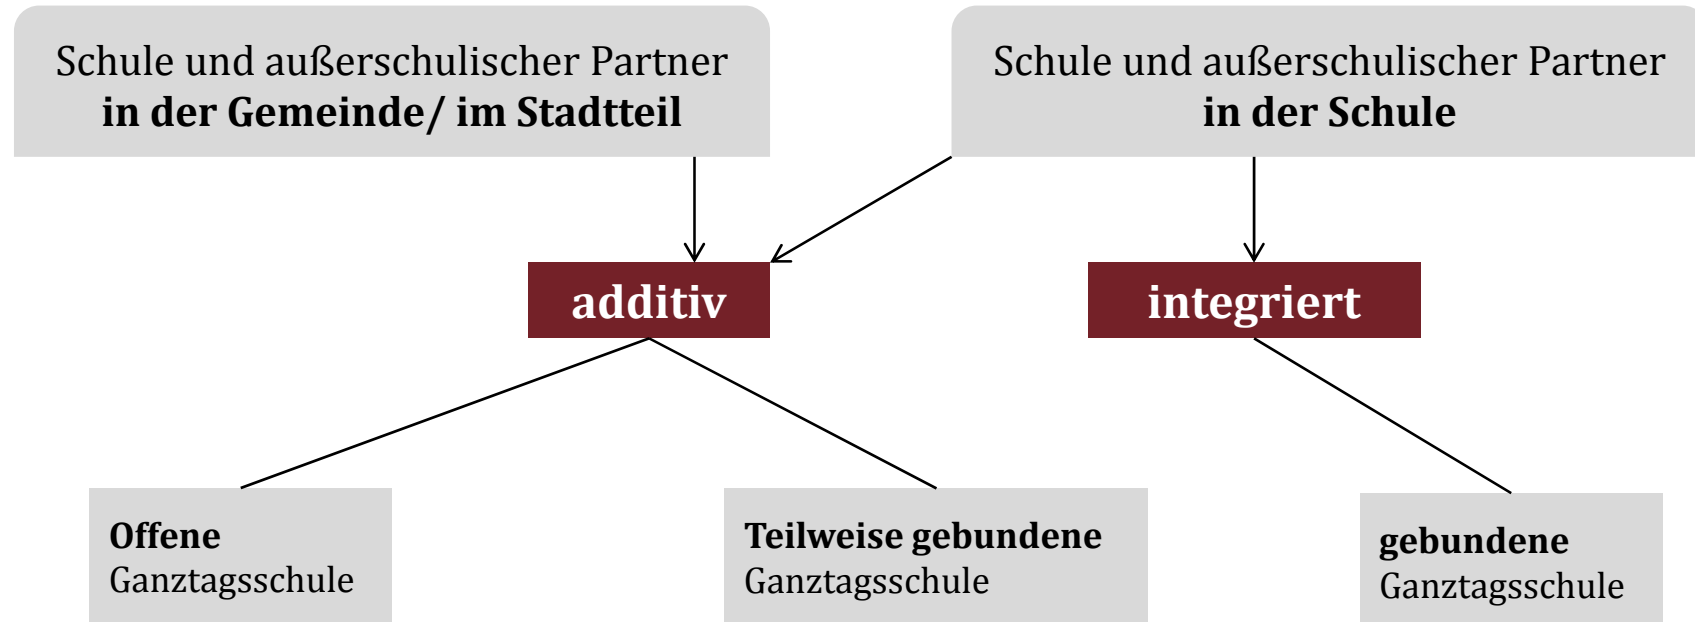 Schule und außerschulischer Partner
in der Gemeinde/ im Stadtteil
Schule und außerschulischer Partner
in der Schule
additiv
integriert
Offene
Ganztagsschule
Teilweise gebundene
Ganztagsschule
gebundene
Ganztagsschule